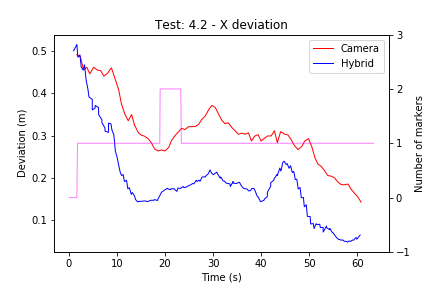 Test: 4.2 - X deviation
Camera
Hybrid
Deviation (m)
0.5
0.4
0.3
0.2
0.1
Number of markers
3
2
1
0
−1
0 10 20 30 40 50 60
Time (s)